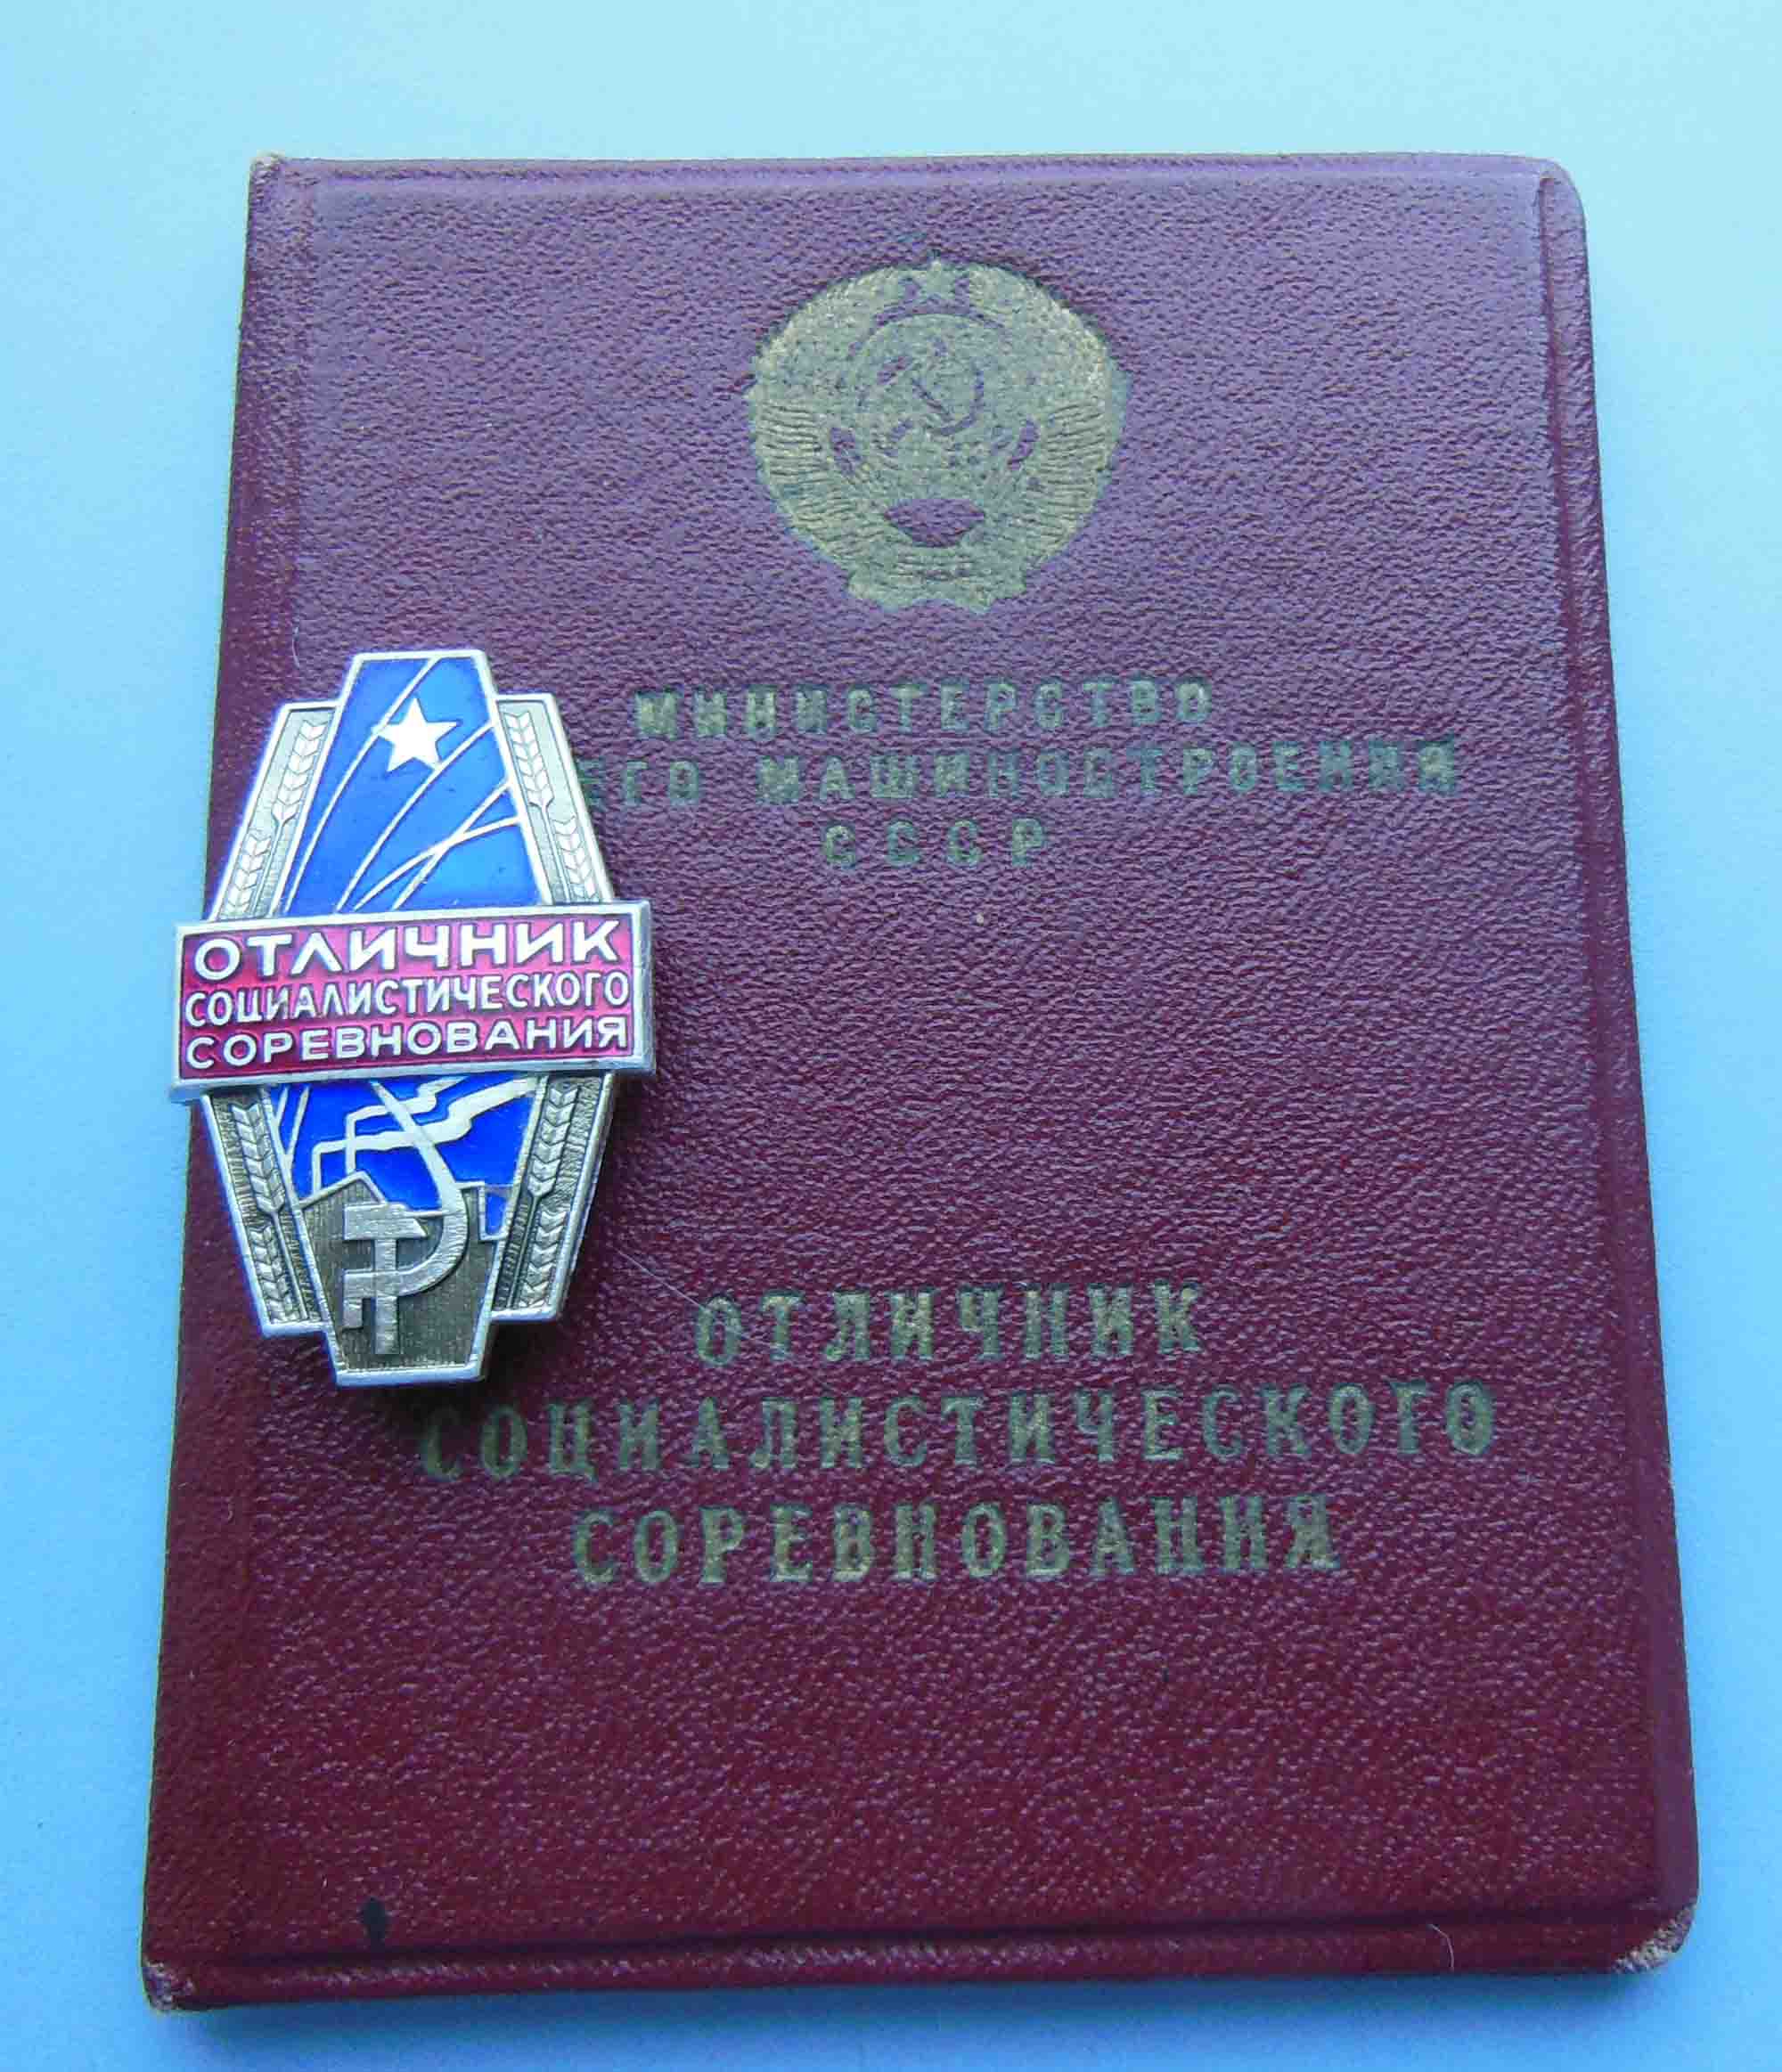 МИНИСТЕРСТВО
МАШИНОСТРОЕНИЯ
СССР
ОТЛИЧНИК
СОЦИАЛИСТИЧЕСКОГО
СОРЕВНОВАНИЯ
ОТЛИЧНИК
СОЦИАЛИСТИЧЕСКОГО
СОРЕВНОВАНИЯ